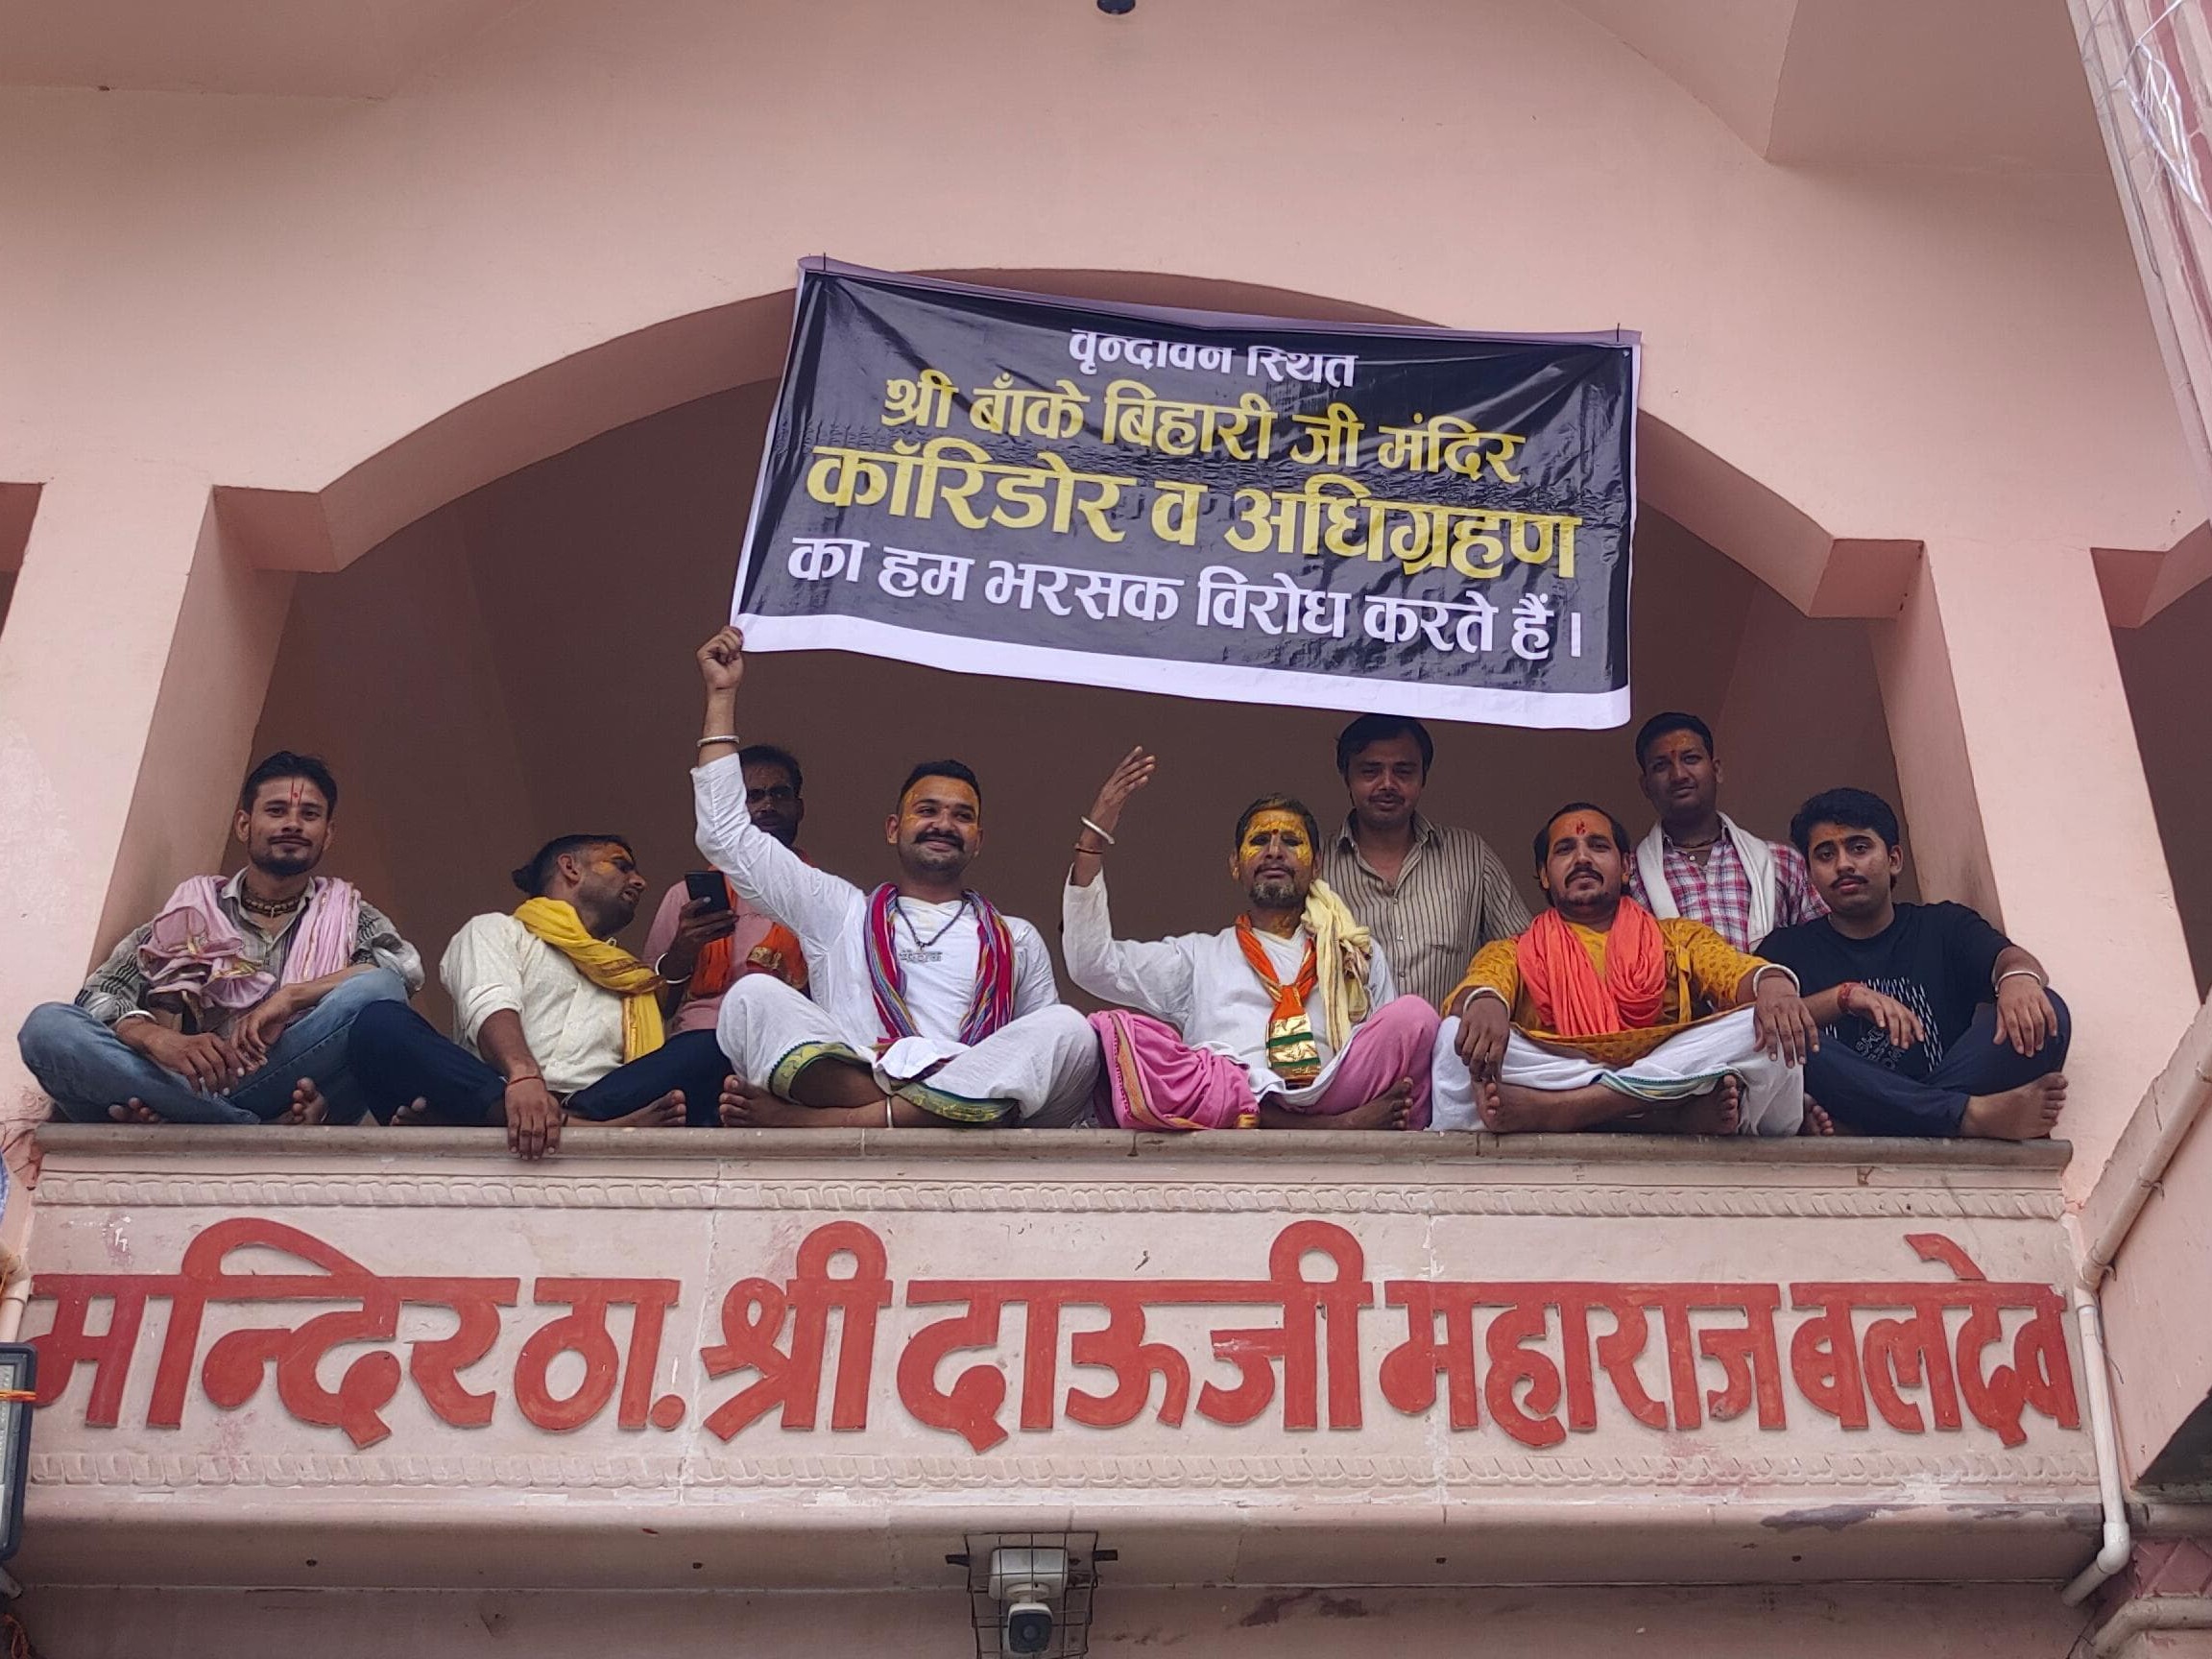 वृन्दावन स्थित
श्री बाँके बिहारी जी मंदिर
कॉरिडोर व अधिग्रहण
का हम भरसक विरोध करते हैं।
मन्दिर ठा. श्री दाऊजी महाराज बलदेव